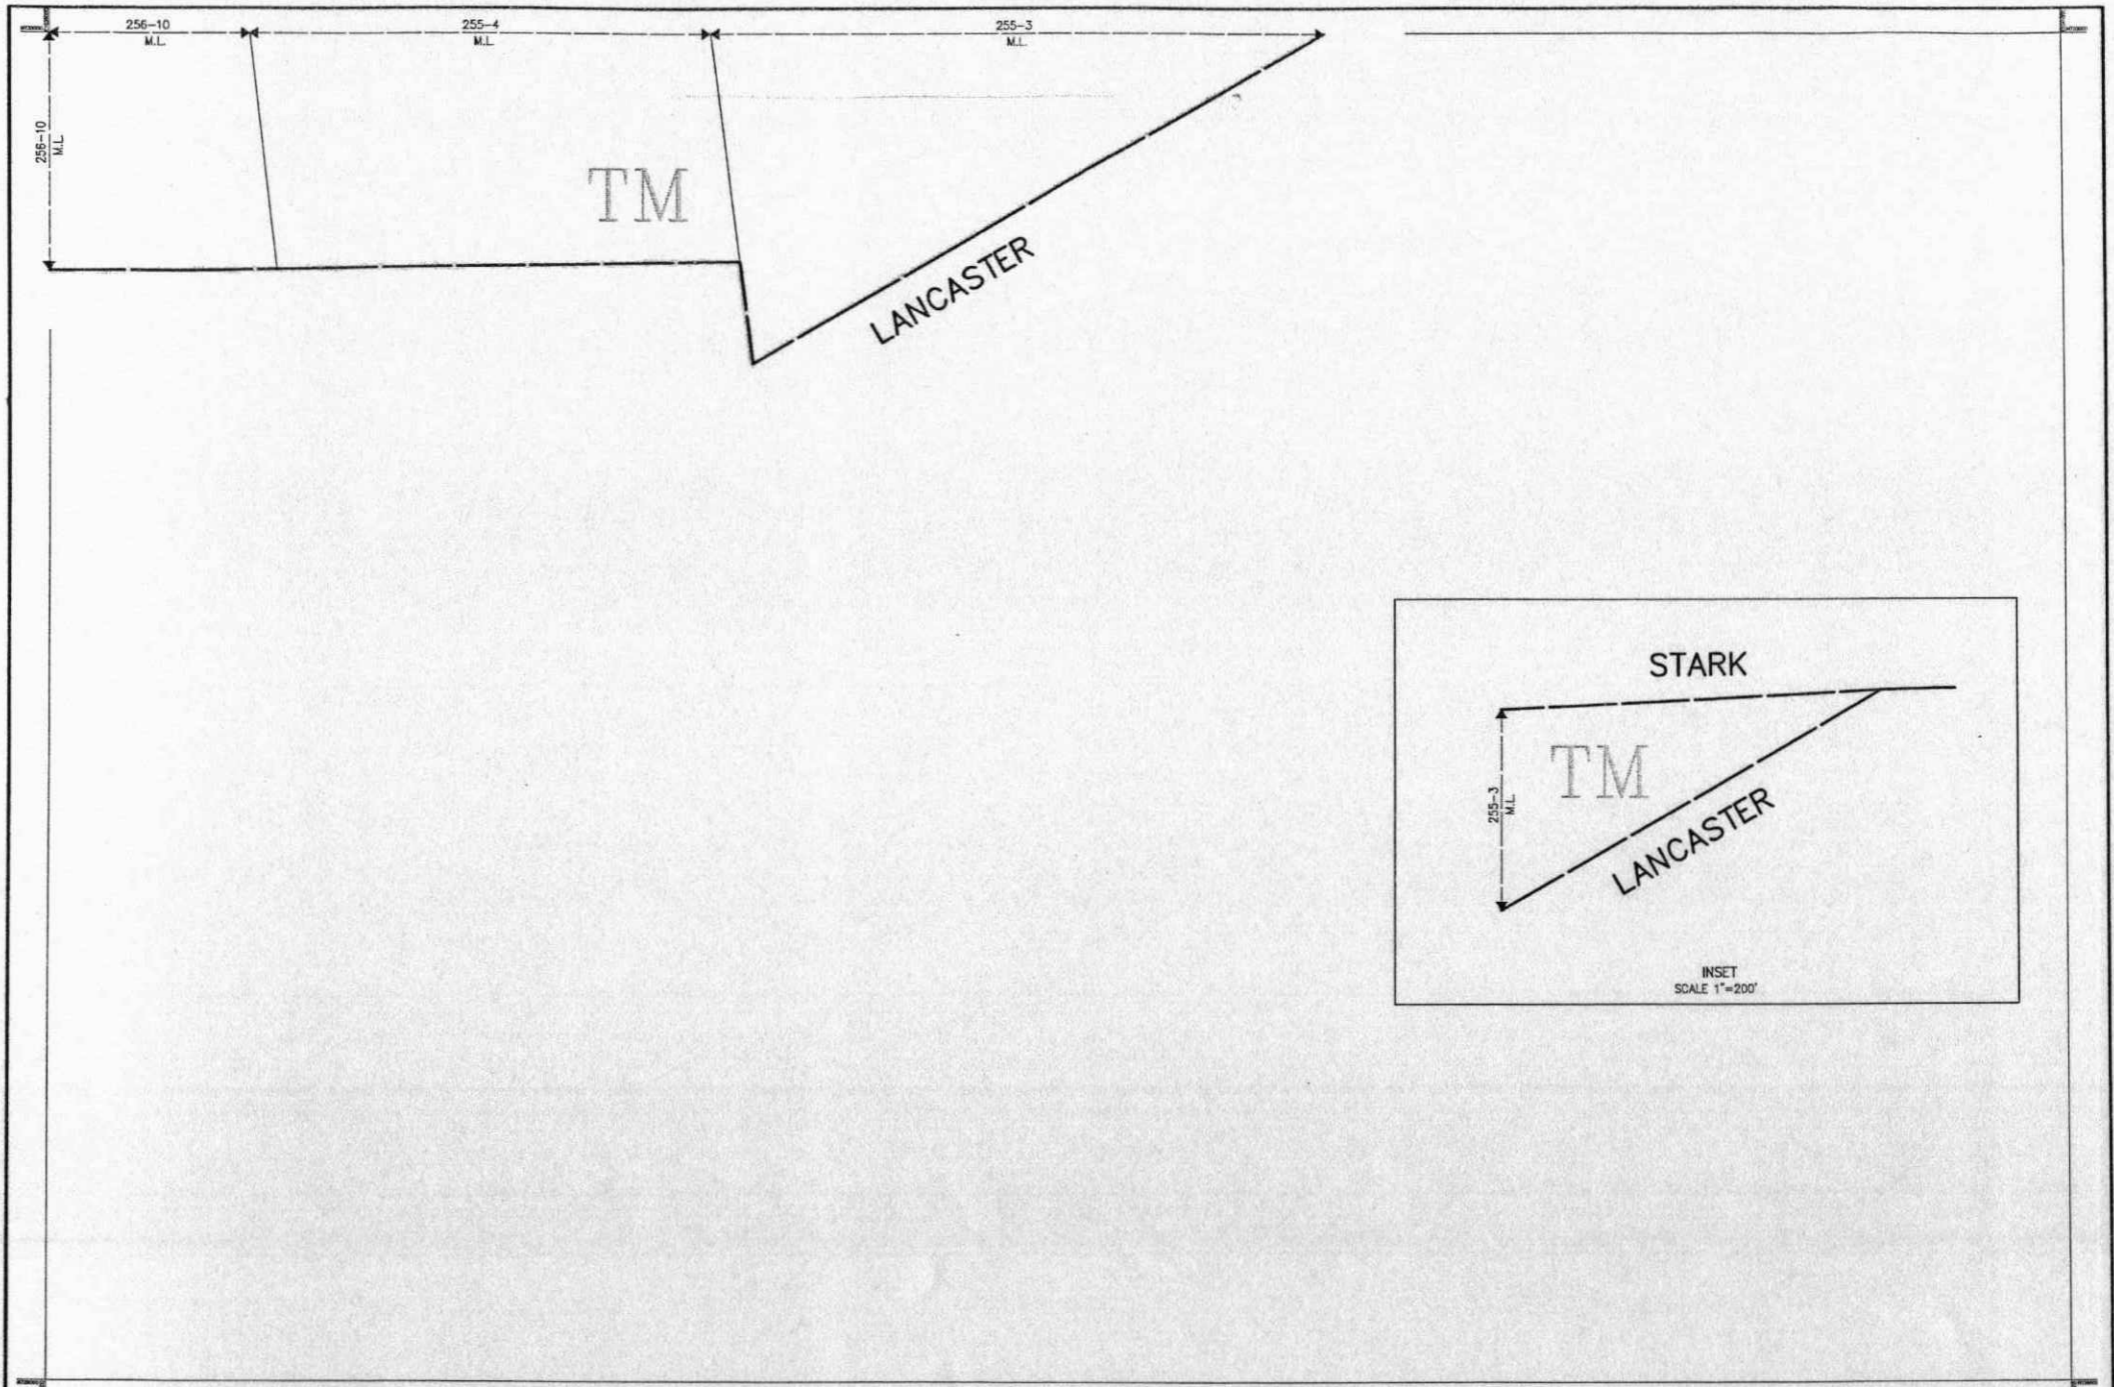 256-10
M.L.
255-4
M.L.
255-3
M.L.
256-10
M.L.
TM
LANCASTER
STARK
255-3
M.L.
TM
LANCASTER
INSET
SCALE 1"=200'